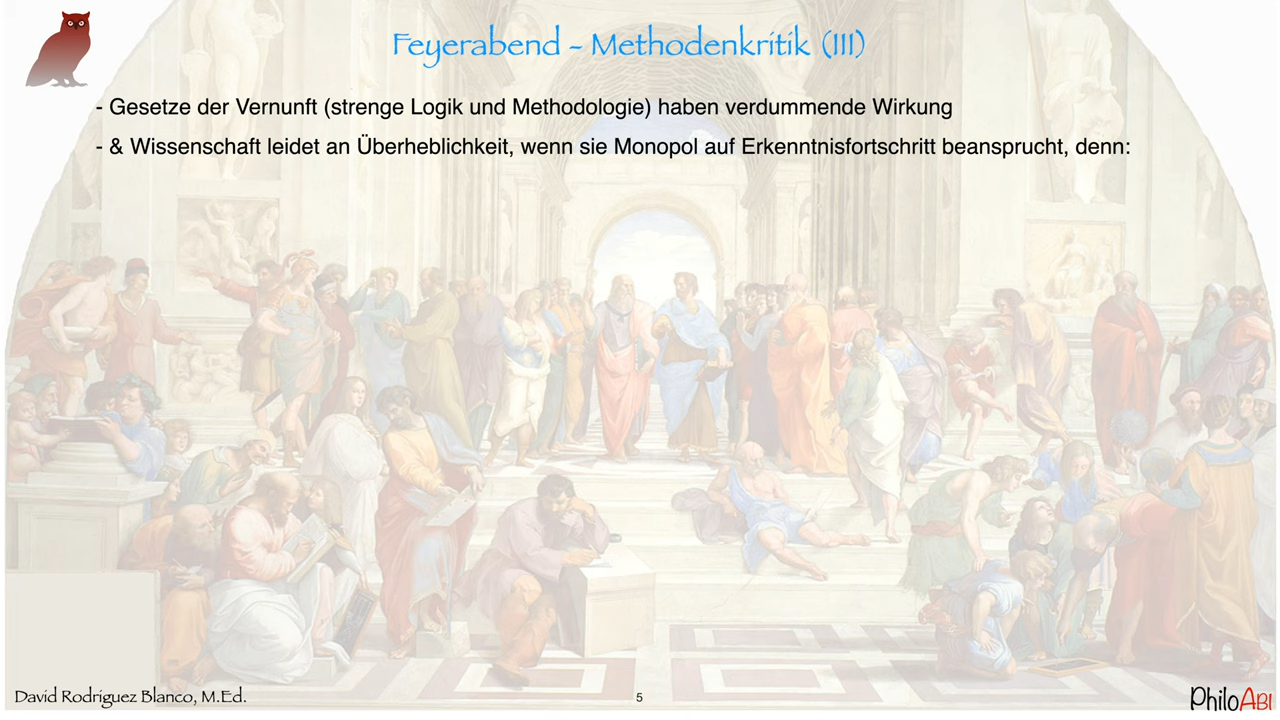 Feyerabend - Methodenkritik (III)
- Gesetze der Vernunft (strenge Logik und Methodologie) haben verdummende Wirkung
- & Wissenschaft leidet an Überheblichkeit, wenn sie Monopol auf Erkenntnisfortschritt beansprucht, denn:
David Rodriguez Blanco, M.Ed.
5
PhiloABI